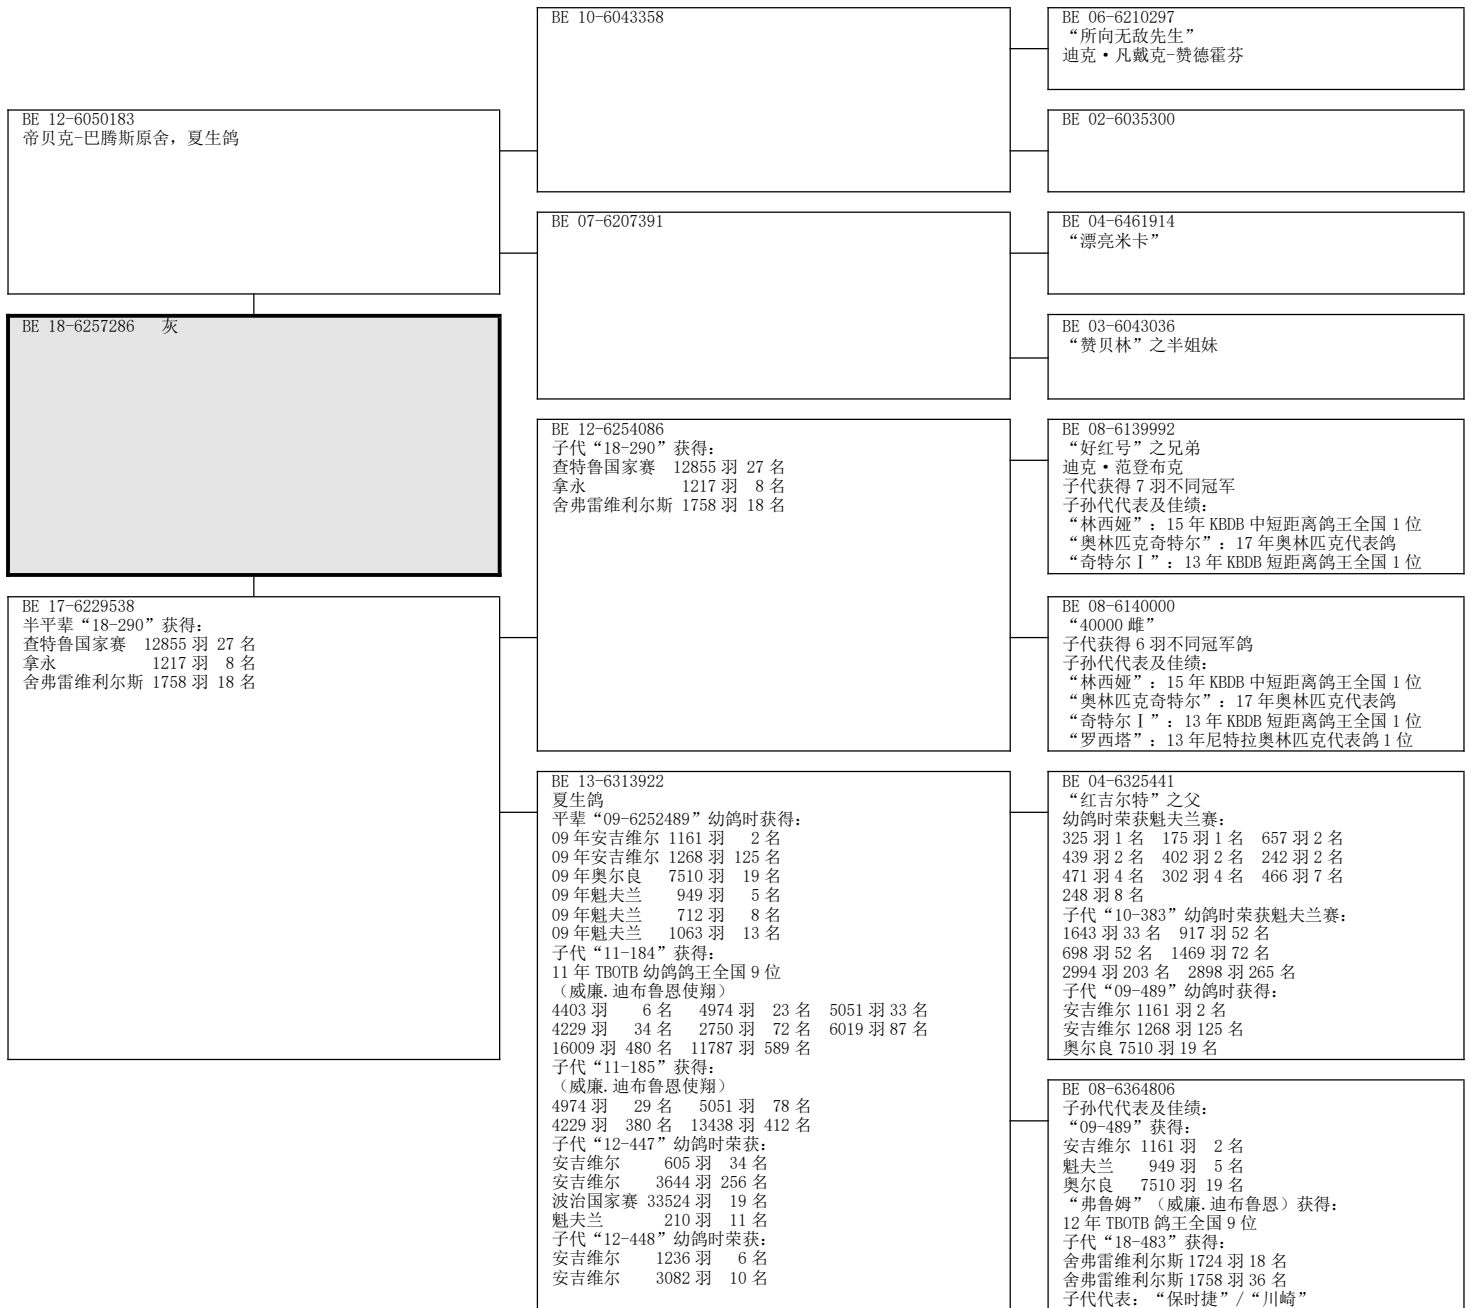 BE 12-6050183
帝贝克-巴腾斯原舍，夏生鸽
BE 18-6257286 灰
BE 17-6229538
半平辈“18-290”获得：
查特鲁国家赛 12855 羽 27 名
拿永 1217 羽 8 名
舍弗雷维利尔斯 1758 羽 18 名
BE 10-6043358
BE 07-6207391
BE 12-6254086
子代“18-290”获得：
查特鲁国家赛 12855 羽 27 名
拿永 1217 羽 8 名
舍弗雷维利尔斯 1758 羽 18 名
BE 13-6313922
夏生鸽
平辈“09-6252489”幼鸽时获得：
09 年安吉维尔 1161 羽 2 名
09 年安吉维尔 1268 羽 125 名
09 年奥尔良 7510 羽 19 名
09 年魁夫兰 949 羽 5 名
09 年魁夫兰 712 羽 8 名
09 年魁夫兰 1063 羽 13 名
子代“11-184”获得：
11 年 TBOTB 幼鸽鸽王全国 9 位
（威廉.迪布鲁恩使翔）
4403 羽 6 名 4974 羽 23 名 5051 羽 33 名
4229 羽 34 名 2750 羽 72 名 6019 羽 87 名
16009 羽 480 名 11787 羽 589 名
子代“11-185”获得：
（威廉.迪布鲁恩使翔）
4974 羽 29 名 5051 羽 78 名
4229 羽 380 名 13438 羽 412 名
子代“12-447”幼鸽时荣获：
安吉维尔 605 羽 34 名
安吉维尔 3644 羽 256 名
波治国家赛 33524 羽 19 名
魁夫兰 210 羽 11 名
子代“12-448”幼鸽时荣获：
安吉维尔 1236 羽 6 名
安吉维尔 3082 羽 10 名
BE 06-6210297
“所向无敌先生”
迪克·凡戴克-赞德霍芬
BE 02-6035300
BE 04-6461914
“漂亮米卡”
BE 03-6043036
“赞贝林”之半姐妹
BE 08-6139992
“好红号”之兄弟
迪克·范登布克
子代获得 7 羽不同冠军
子孙代代表及佳绩：
“林西娅”：15 年 KBDB 中短距离鸽王全国 1 位
“奥林匹克奇特尔”：17 年奥林匹克代表鸽
“奇特尔Ⅰ”：13 年 KBDB 短距离鸽王全国 1 位
BE 08-6140000
“40000 雌”
子代获得 6 羽不同冠军鸽
子孙代代表及佳绩：
“林西娅”：15 年 KBDB 中短距离鸽王全国 1 位
“奥林匹克奇特尔”：17 年奥林匹克代表鸽
“奇特尔Ⅰ”：13 年 KBDB 短距离鸽王全国 1 位
“罗西塔”：13 年尼特拉奥林匹克代表鸽 1 位
BE 04-6325441
“红吉尔特”之父
幼鸽时荣获魁夫兰赛：
325 羽 1 名 175 羽 1 名 657 羽 2 名
439 羽 2 名 402 羽 2 名 242 羽 2 名
471 羽 4 名 302 羽 4 名 466 羽 7 名
248 羽 8 名
子代“10-383”幼鸽时荣获魁夫兰赛：
1643 羽 33 名 917 羽 52 名
698 羽 52 名 1469 羽 72 名
2994 羽 203 名 2898 羽 265 名
子代“09-489”幼鸽时获得：
安吉维尔 1161 羽 2 名
安吉维尔 1268 羽 125 名
奥尔良 7510 羽 19 名
BE 08-6364806
子孙代代表及佳绩：
“09-489”获得：
安吉维尔 1161 羽 2 名
魁夫兰 949 羽 5 名
奥尔良 7510 羽 19 名
“弗鲁姆”（威廉.迪布鲁恩）获得：
12 年 TBOTB 鸽王全国 9 位
子代“18-483”获得：
舍弗雷维利尔斯 1724 羽 18 名
舍弗雷维利尔斯 1758 羽 36 名
子代代表：“保时捷”/“川崎”